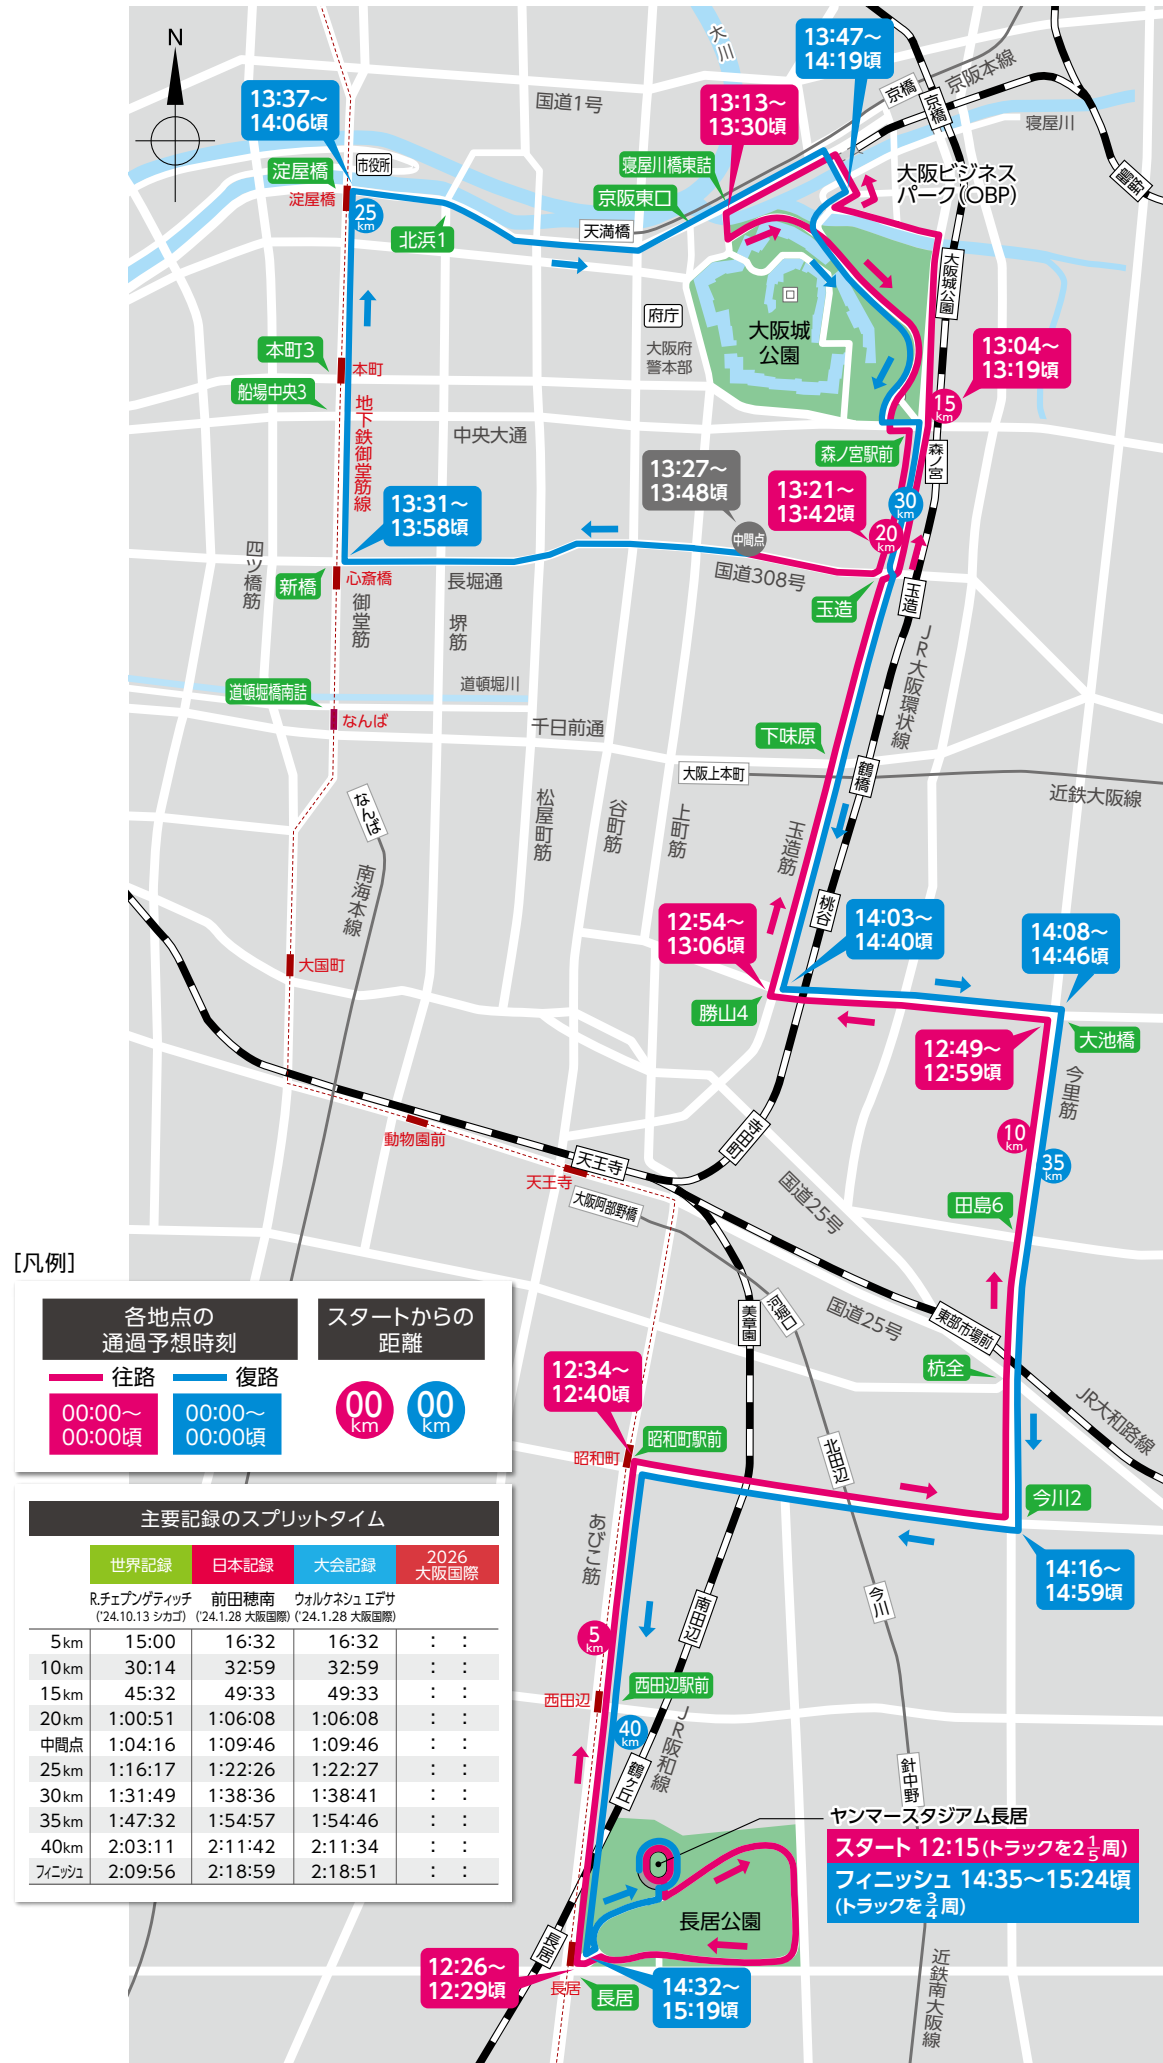 N
大川
13:47～
14:19頃
京阪本線
京橋
京橋
寝屋川
鴫野
国道1号
13:13～
13:30頃
13:37～
14:06頃
市役所
淀屋橋
淀屋橋
25
km
北浜1
寝屋川橋東詰
京阪東口
天満橋
大阪ビジネス
パーク(OBP)
大阪城公園
府庁
大阪府
警本部
大阪城
公園
本町3
本町
船場中央3
地下鉄御堂筋線
中央大通
13:04～
13:19頃
15
km
森ノ宮駅前
森ノ宮
13:27～
13:48頃
中間点
13:21～
13:42頃
30
km
20
km
13:31～
13:58頃
四ツ橋筋
新橋
心斎橋
御堂筋
長堀通
堺筋
国道308号
玉造
玉造
JR大阪環状線
道頓堀橋南詰
道頓堀川
なんば
千日前通
下味原
大阪上本町
鶴橋
近鉄大阪線
なんば
南海本線
松屋町筋
谷町筋
上町筋
玉造筋
桃谷
12:54～
13:06頃
14:03～
14:40頃
14:08～
14:46頃
大国町
勝山4
大池橋
12:49～
12:59頃
今里筋
10
km
35
km
動物園前
天王寺
天王寺
寺田町
大阪阿部野橋
国道25号
田島6
美章園
河堀口
国道25号
東部市場前
杭全
JR大和路線
[凡例]
各地点の
通過予想時刻
スタートからの
距離
往路
復路
00:00～
00:00頃
00:00～
00:00頃
00
km
00
km
12:34～
12:40頃
昭和町駅前
昭和町
北田辺
今川2
あびこ筋
14:16～
14:59頃
今川
南田辺
5
km
西田辺駅前
西田辺
40
km
JR阪和線
鶴ケ丘
針中野
主要記録のスプリットタイム
世界記録 日本記録 大会記録 2026
大阪国際
R.チェプンゲティッチ 前田穂南 ウォルケネシュ エデサ
('24.10.13 シカゴ) ('24.1.28 大阪国際) ('24.1.28 大阪国際)
5km 15:00 16:32 16:32 : :
10km 30:14 32:59 32:59 : :
15km 45:32 49:33 49:33 : :
20km 1:00:51 1:06:08 1:06:08 : :
中間点 1:04:16 1:09:46 1:09:46 : :
25km 1:16:17 1:22:26 1:22:27 : :
30km 1:31:49 1:38:36 1:38:41 : :
35km 1:47:32 1:54:57 1:54:46 : :
40km 2:03:11 2:11:42 2:11:34 : :
フィニッシュ 2:09:56 2:18:59 2:18:51 : :
ヤンマースタジアム長居
スタート 12:15(トラックを2 1/5周)
フィニッシュ 14:35～15:24頃
(トラックを3/4周)
長居公園
長居
12:26～
12:29頃
長居
長居
14:32～
15:19頃
近鉄南大阪線